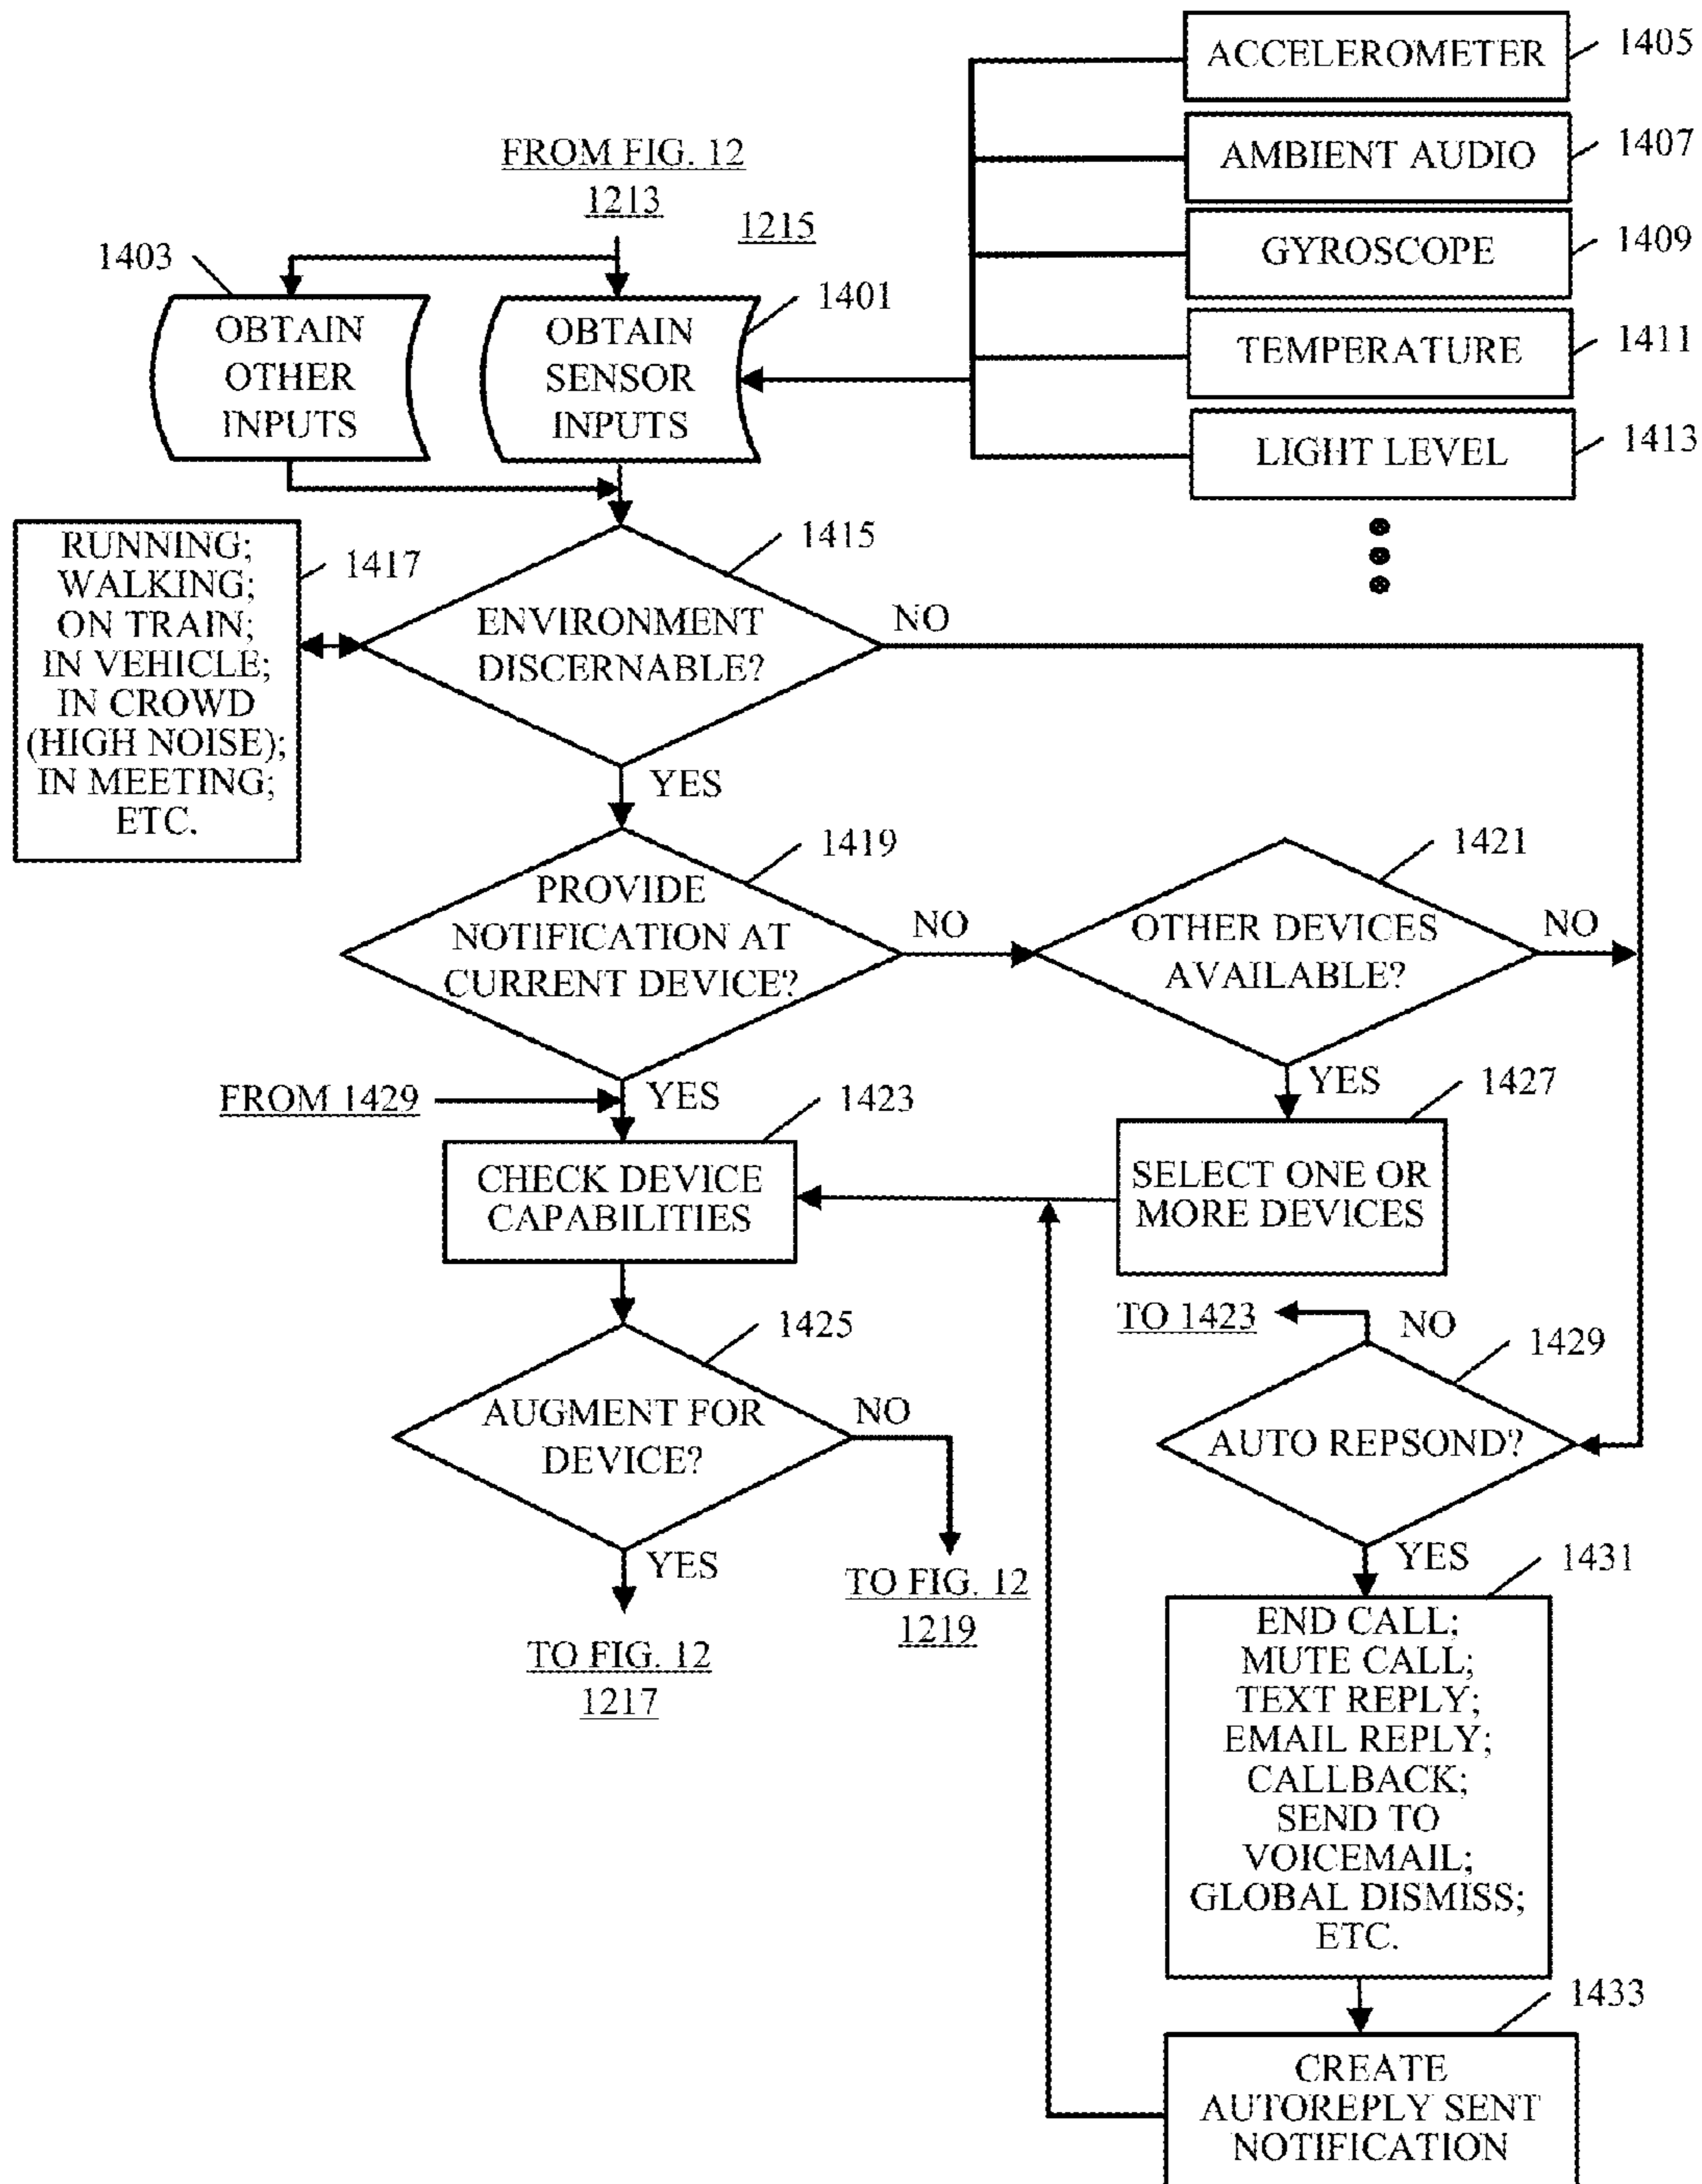 ACCELEROMETER
1405
AMBIENT AUDIO
1407
GYROSCOPE
1409
TEMPERATURE
1411
LIGHT LEVEL
1413
FROM FIG. 12
1213
1215
1403
1401
OBTAIN
OTHER
INPUTS
OBTAIN
SENSOR
INPUTS
RUNNING;
WALKING;
ON TRAIN;
IN VEHICLE;
IN CROWD
(HIGH NOISE);
IN MEETING;
ETC.
1417
1415
ENVIRONMENT
DISCERNABLE?
NO
YES
1419
PROVIDE
NOTIFICATION AT
CURRENT DEVICE?
NO
1421
OTHER DEVICES
AVAILABLE?
NO
YES
FROM 1429
YES
1423
1427
CHECK DEVICE
CAPABILITIES
SELECT ONE OR
MORE DEVICES
TO 1423
NO
1429
1425
AUGMENT FOR
DEVICE?
NO
AUTO REPSOND?
YES
TO FIG. 12
1219
YES
1431
TO FIG. 12
1217
END CALL;
MUTE CALL;
TEXT REPLY;
EMAIL REPLY;
CALLBACK;
SEND TO
VOICEMAIL;
GLOBAL DISMISS;
ETC.
1433
CREATE
AUTOREPLY SENT
NOTIFICATION